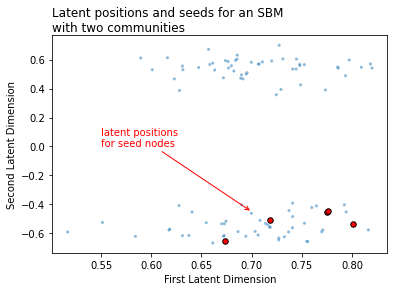 Latent positions and seeds for an SBM
with two communities
Second Latent Dimension
0.6
0.4
0.2
0.0
−0.2
−0.4
−0.6
latent positions
for seed nodes
0.55
0.60
0.65
0.70
0.75
0.80
First Latent Dimension